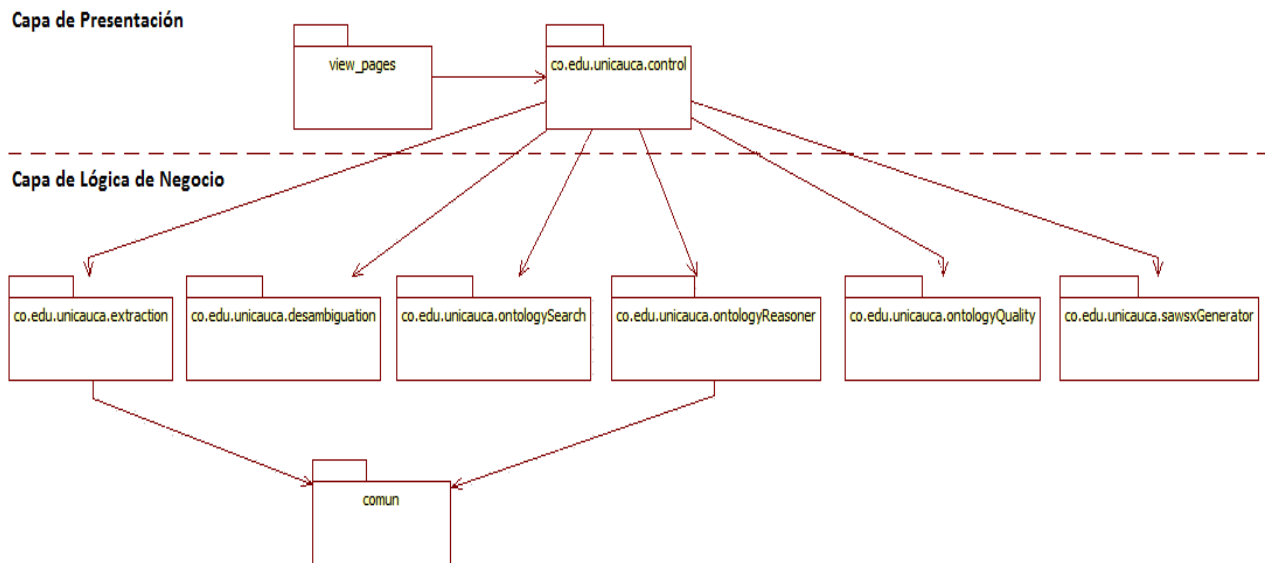 Capa de Presentación
view_pages
co.edu.unicauca.control
Capa de Lógica de Negocio
co.edu.unicauca.extraction
co.edu.unicauca.desambiguation
co.edu.unicauca.ontologySearch
co.edu.unicauca.ontologyReasoner
co.edu.unicauca.ontologyQuality
co.edu.unicauca.sawsxGenerator
comun